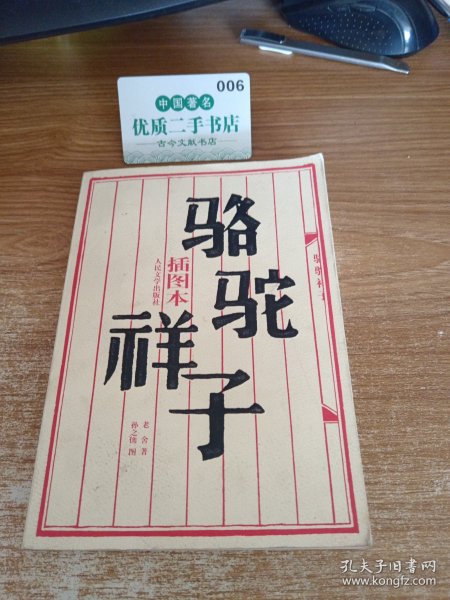 006
中国著名
优质二手书店
古今文献书店
骆驼
祥子
插图本
人民文学出版社
骆驼祥子
老舍 著
孙之儁 图
孔夫子旧书网
www.kongfz.com